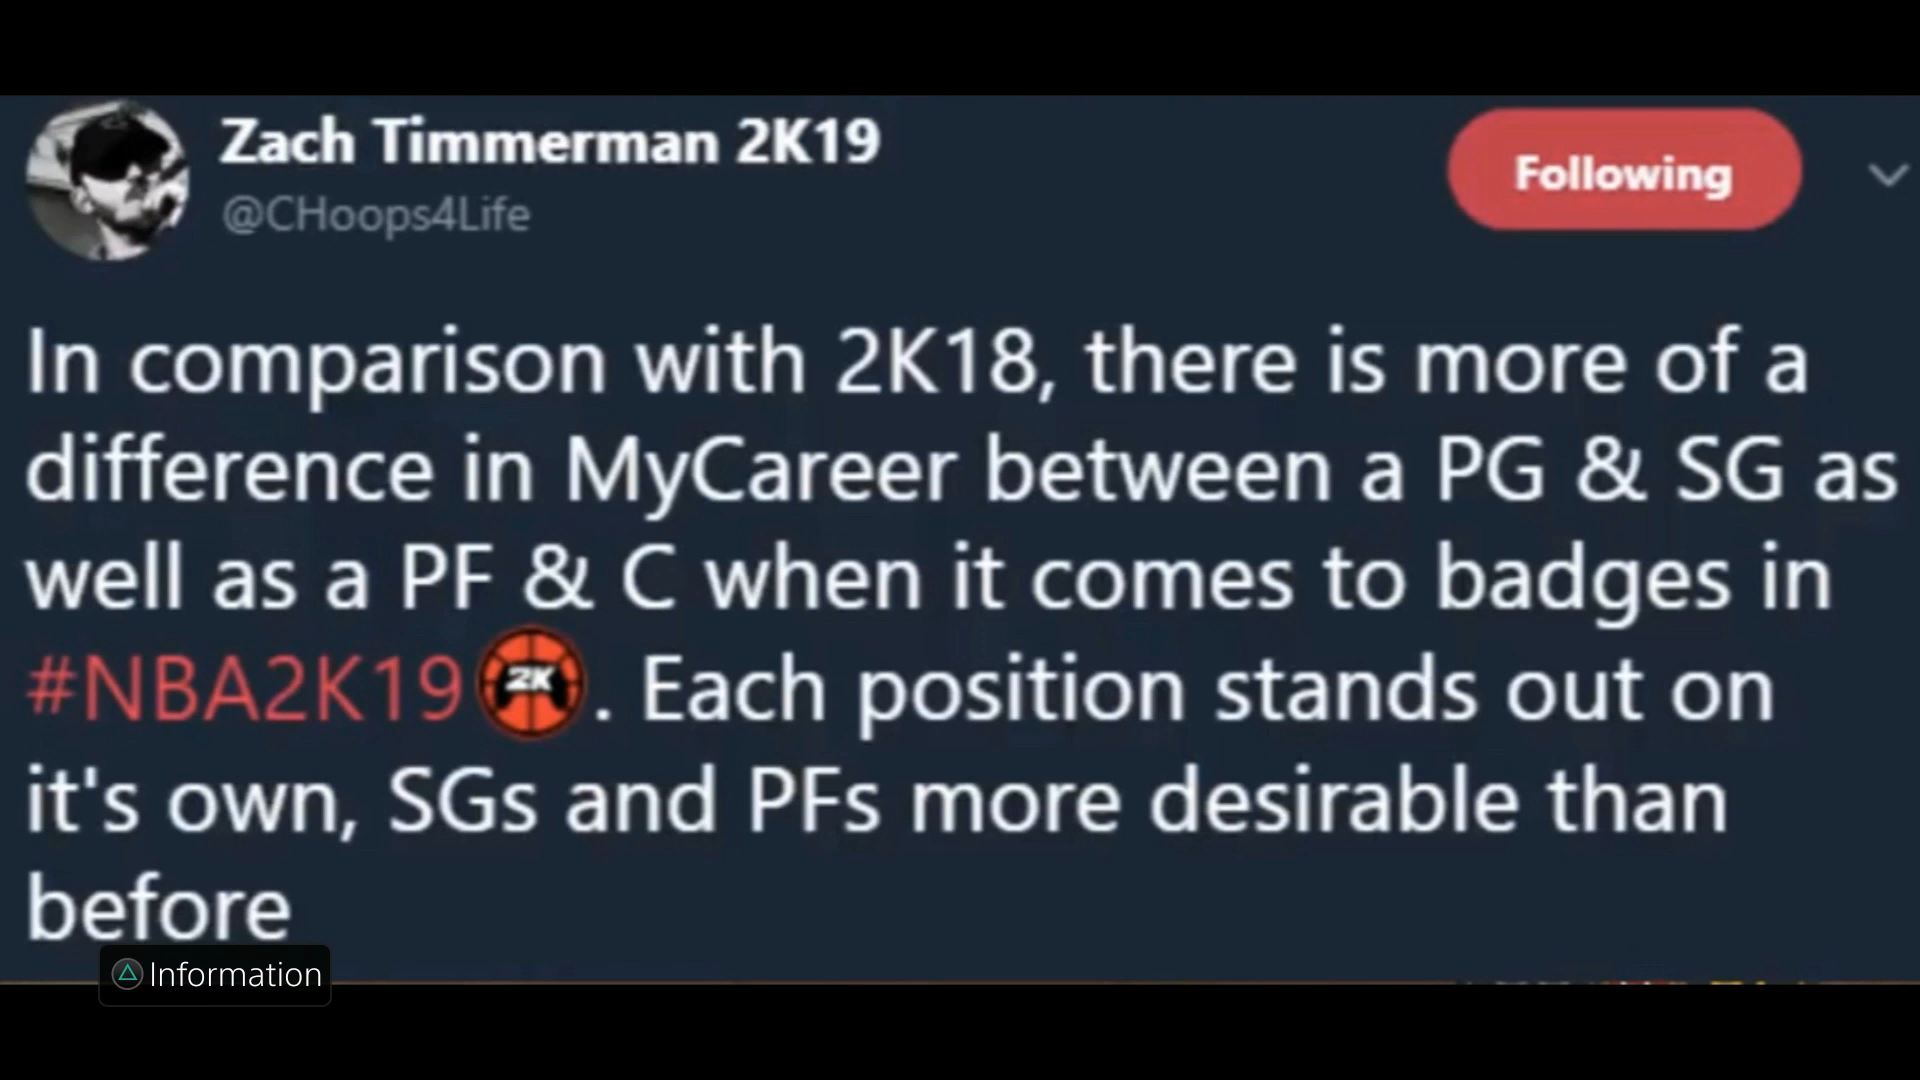 Zach Timmerman 2K19
@CHoops4Life
Following
In comparison with 2K18, there is more of a
difference in MyCareer between a PG & SG as
well as a PF & C when it comes to badges in
#NBA2K19 2K. Each position stands out on
it's own, SGs and PFs more desirable than
before
Information